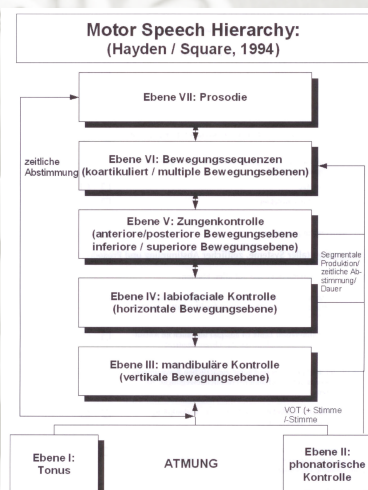 Motor Speech Hierarchy:
(Hayden / Square, 1994)
Ebene VII: Prosodie
zeitliche
Abstimmung
Ebene VI: Bewegungssequenzen
(koartikuliert / multiple Bewegungsebenen)
Ebene V: Zungenkontrolle
(anteriore/posteriore Bewegungsebene
inferiore / superiore Bewegungsebene)
Segmentale
Produktion/
zeitliche Ab-
stimmung/
Dauer
Ebene IV: labiofaciale Kontrolle
(horizontale Bewegungsebene)
Ebene III: mandibuläre Kontrolle
(vertikale Bewegungsebene)
VOT (+ Stimme
/-Stimme
Ebene I:
Tonus
ATMUNG
Ebene II:
phonatorische
Kontrolle